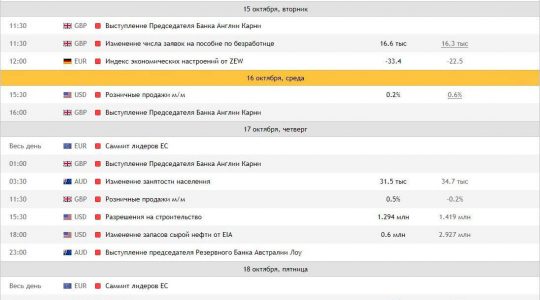 15 октября, вторник
11:30 GBP Выступление Председателя Банка Англии Карни
11:30 GBP Изменение числа заявок на пособие по безработице 16.6 тыс 16.3 тыс
12:00 EUR Индекс экономических настроений от ZEW -33.4 -22.5
16 октября, среда
15:30 USD Розничные продажи м/м 0.2% 0.6%
16:00 GBP Выступление Председателя Банка Англии Карни
17 октября, четверг
Весь день EUR Саммит лидеров ЕС
01:00 GBP Выступление Председателя Банка Англии Карни
03:30 AUD Изменение занятости населения 31.5 тыс 34.7 тыс
11:30 GBP Розничные продажи м/м 0.5% -0.2%
15:30 USD Разрешения на строительство 1.294 млн 1.419 млн
18:00 USD Изменение запасов сырой нефти от EIA 0.6 млн 2.927 млн
23:00 AUD Выступление председателя Резервного Банка Австралии Лоу
18 октября, пятница
Весь день EUR Саммит лидеров ЕС